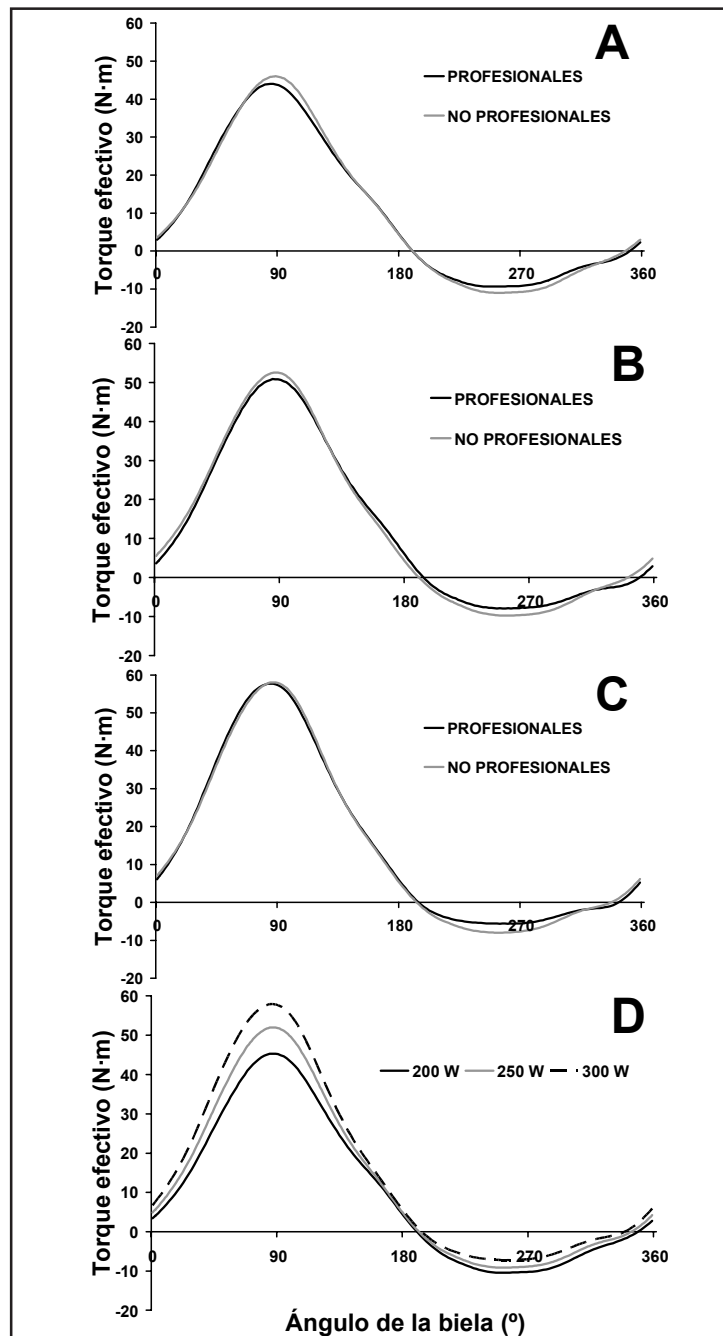 A
Torque efectivo (N·m)
60
50
40
30
20
10
0
-10
-20
PROFESIONALES
NO PROFESIONALES
0 90 180 270 360
B
Torque efectivo (N·m)
60
50
40
30
20
10
0
-10
-20
PROFESIONALES
NO PROFESIONALES
0 90 180 270 360
C
Torque efectivo (N·m)
60
50
40
30
20
10
0
-10
-20
PROFESIONALES
NO PROFESIONALES
0 90 180 270 360
D
Torque efectivo (N·m)
60
50
40
30
20
10
0
-10
-20
200 W 250 W 300 W
0 90 180 270 360
Ángulo de la biela (º)